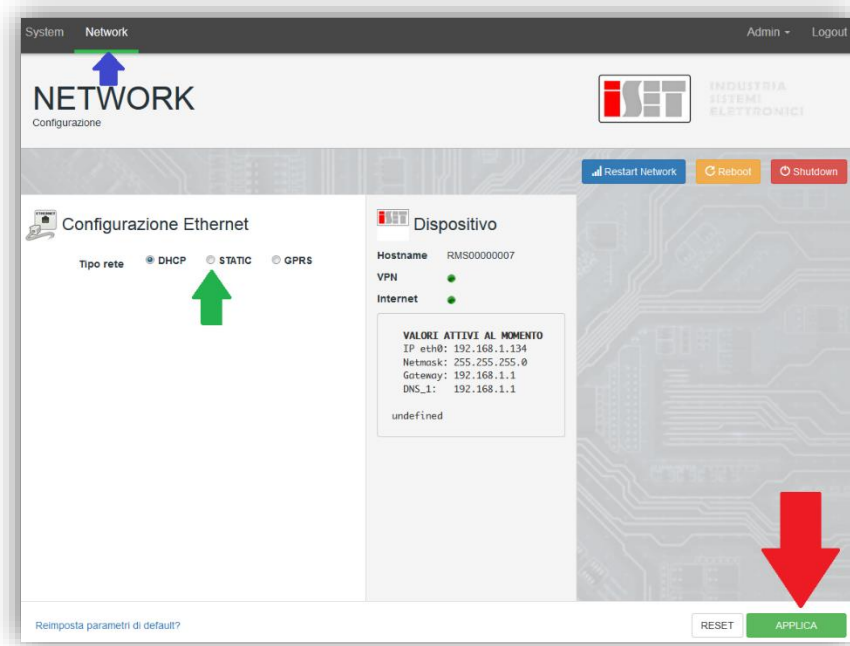 System Network Admin Logout
NETWORK
Configurazione
iSET
INDUSTRIA
SISTEMI
ELETTRONICI
Restart Network Reboot Shutdown
ETHERNET
Configurazione Ethernet
Tipo rete DHCP STATIC GPRS
iSET
Dispositivo
Hostname RMS00000007
VPN
Internet
VALORI ATTIVI AL MOMENTO
IP eth0: 192.168.1.134
Netmask: 255.255.255.0
Gateway: 192.168.1.1
DNS_1: 192.168.1.1
undefined
Reimposta parametri di default?
RESET APPLICA